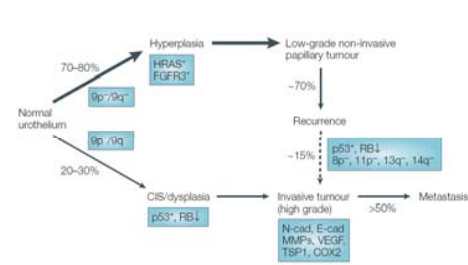 Hyperplasia
Low-grade non-invasive
papillary tumour
70–80%
HRAS*
FGFR3*
9p⁻/9q⁻
~70%
Normal
urothelium
Recurrence
9p⁻/9q⁻
~15%
p53*, RB↓
8p⁻, 11p⁻, 13q⁻, 14q⁻
20–30%
CIS/dysplasia
Invasive tumour
(high grade)
>50%
Metastasis
p53*, RB↓
N-cad, E-cad
MMPs, VEGF,
TSP1, COX2